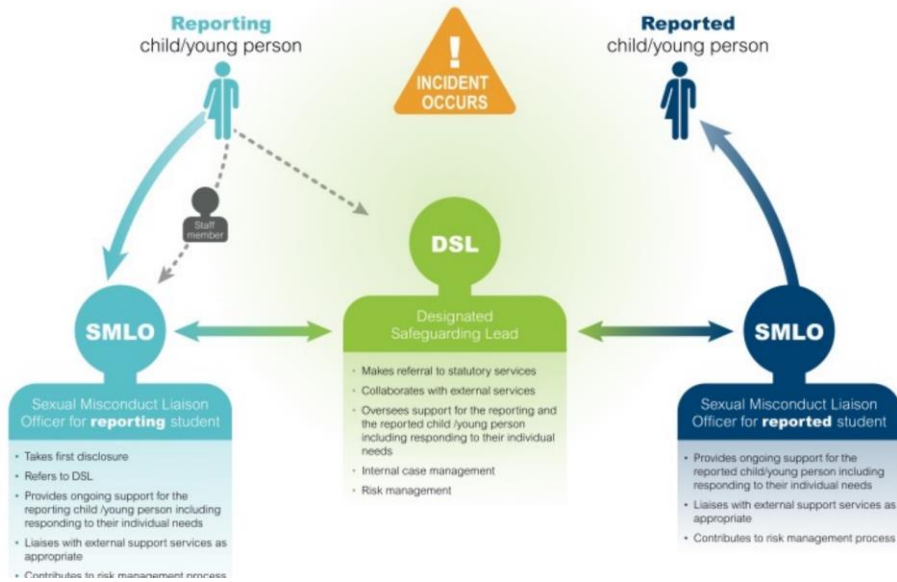 Reporting
child/young person
!
INCIDENT
OCCURS
Reported
child/young person
Staff
member
SMLO
Sexual Misconduct Liaison
Officer for reporting student
• Takes first disclosure
• Refers to DSL
• Provides ongoing support for the
reporting child /young person including
responding to their individual needs
• Liaises with external support services as
appropriate
• Contributes to risk management process
DSL
Designated
Safeguarding Lead
• Makes referral to statutory services
• Collaborates with external services
• Oversees support for the reporting and
the reported child /young person
including responding to their individual
needs
• Internal case management
• Risk management
SMLO
Sexual Misconduct Liaison
Officer for reported student
• Provides ongoing support for the
reported child/young person including
responding to their individual needs
• Liaises with external support services as
appropriate
• Contributes to risk management process